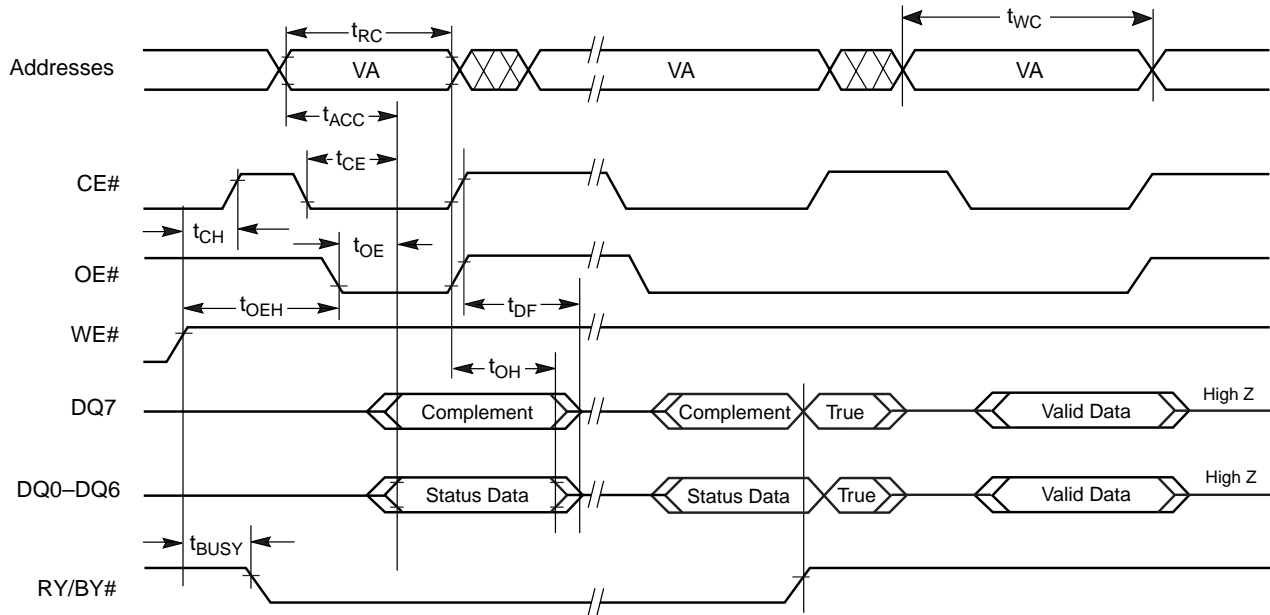 tRC
tWC
Addresses
VA
VA
VA
tACC
tCE
CE#
tCH
tOE
OE#
tOEH
tDF
WE#
tOH
DQ7
Complement
Complement
True
Valid Data
High Z
DQ0–DQ6
Status Data
Status Data
True
Valid Data
High Z
tBUSY
RY/BY#